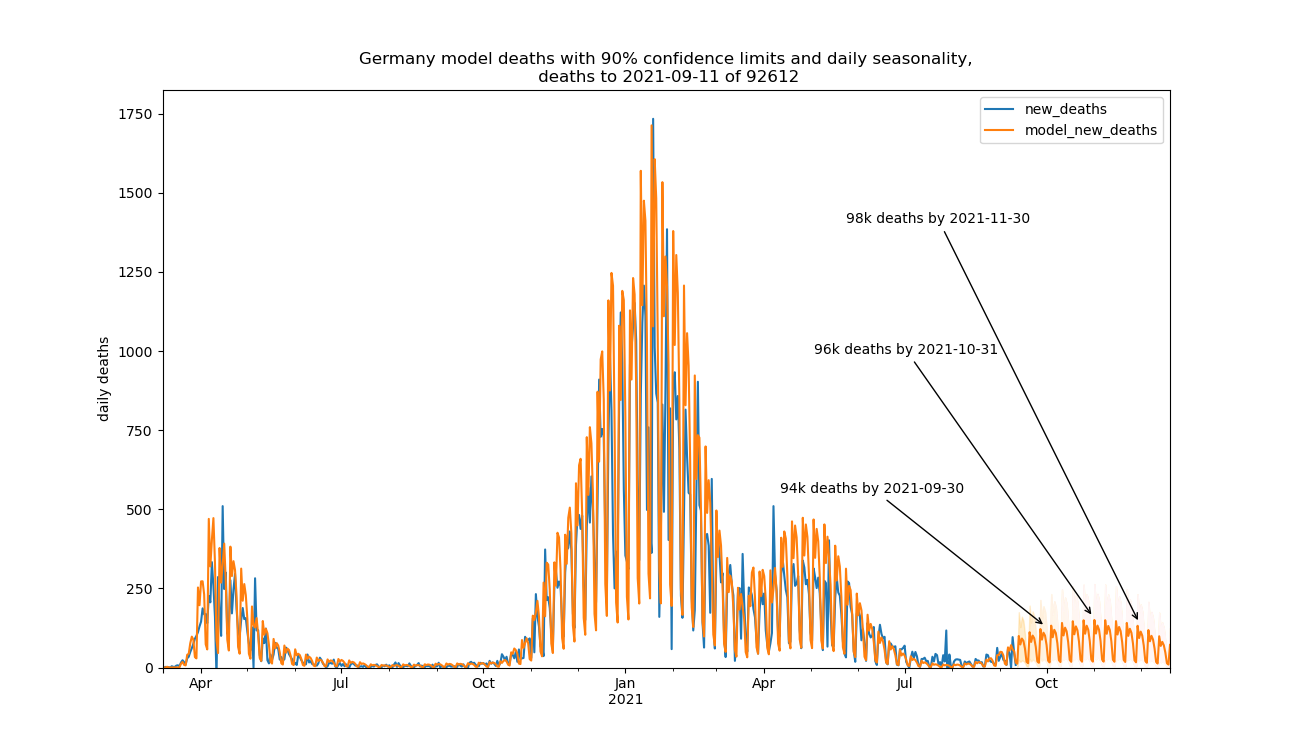 Germany model deaths with 90% confidence limits and daily seasonality,
deaths to 2021-09-11 of 92612
new_deaths
model_new_deaths
daily deaths
1750
1500
1250
1000
750
500
250
0
98k deaths by 2021-11-30
96k deaths by 2021-10-31
94k deaths by 2021-09-30
Apr
Jul
Oct
Jan
2021
Apr
Jul
Oct